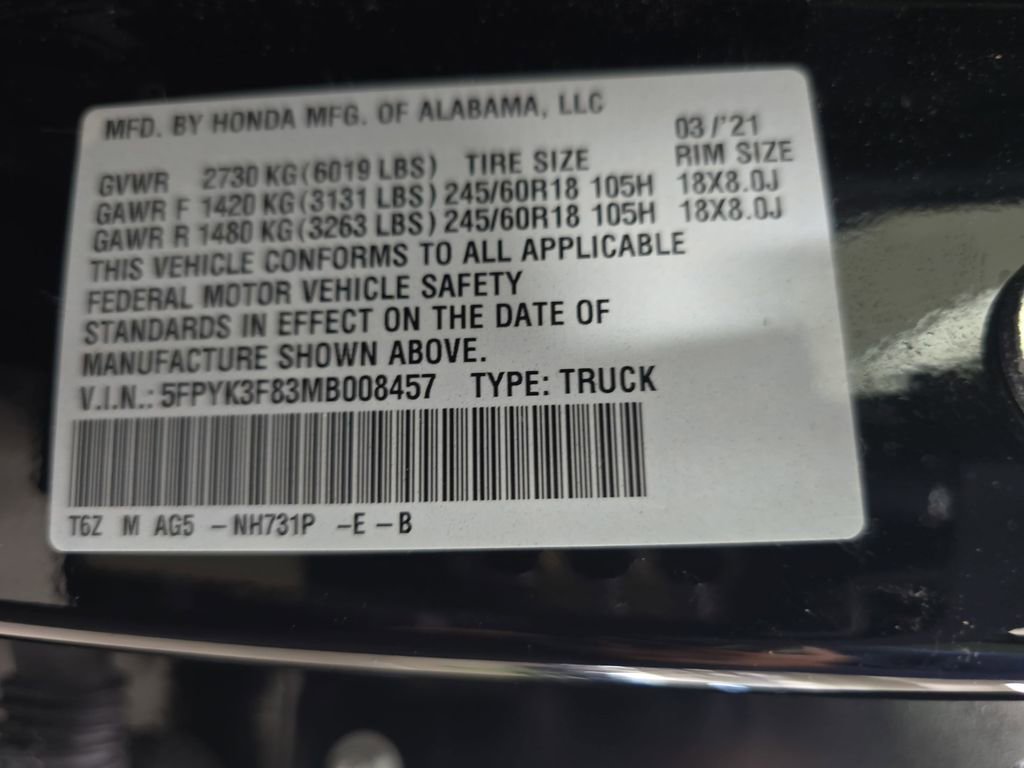 MFD. BY HONDA MFG. OF ALABAMA, LLC 03/'21
GVWR 2730 KG(6019 LBS) TIRE SIZE RIM SIZE
GAWR F 1420 KG(3131 LBS) 245/60R18 105H 18X8.0J
GAWR R 1480 KG(3263 LBS) 245/60R18 105H 18X8.0J
THIS VEHICLE CONFORMS TO ALL APPLICABLE
FEDERAL MOTOR VEHICLE SAFETY
STANDARDS IN EFFECT ON THE DATE OF
MANUFACTURE SHOWN ABOVE.
V.I.N.: 5FPYK3F83MB008457 TYPE: TRUCK
T6Z M AG5 -NH731P -E -B